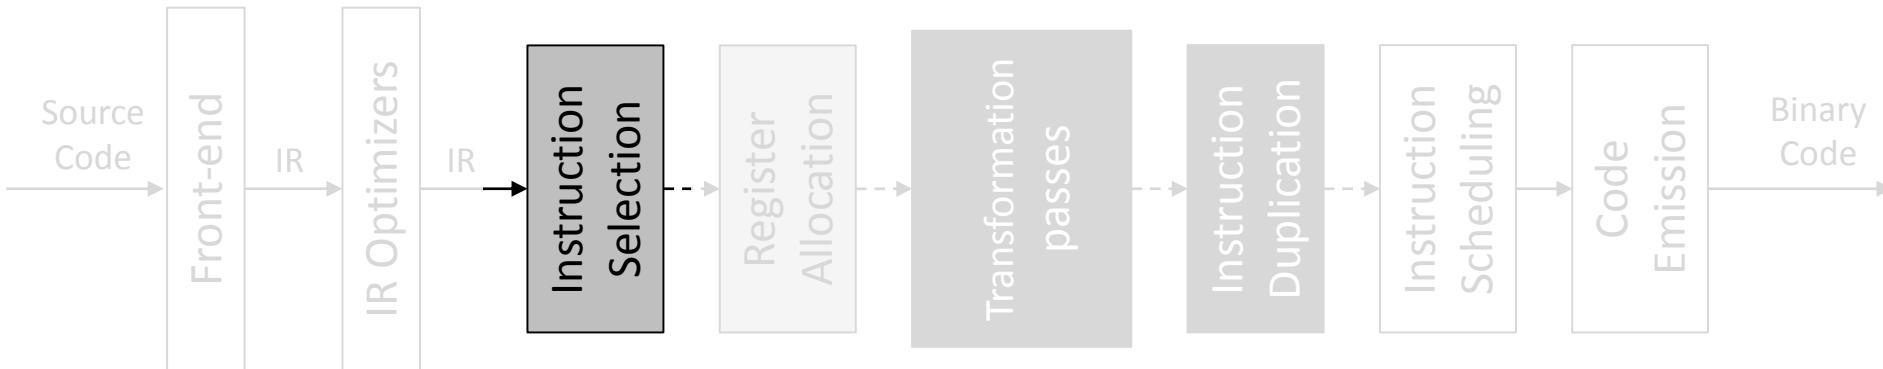 Source
Code
Front-end
IR
IR Optimizers
IR
Instruction
Selection
Register
Allocation
Transformation
passes
Instruction
Duplication
Instruction
Scheduling
Code
Emission
Binary
Code